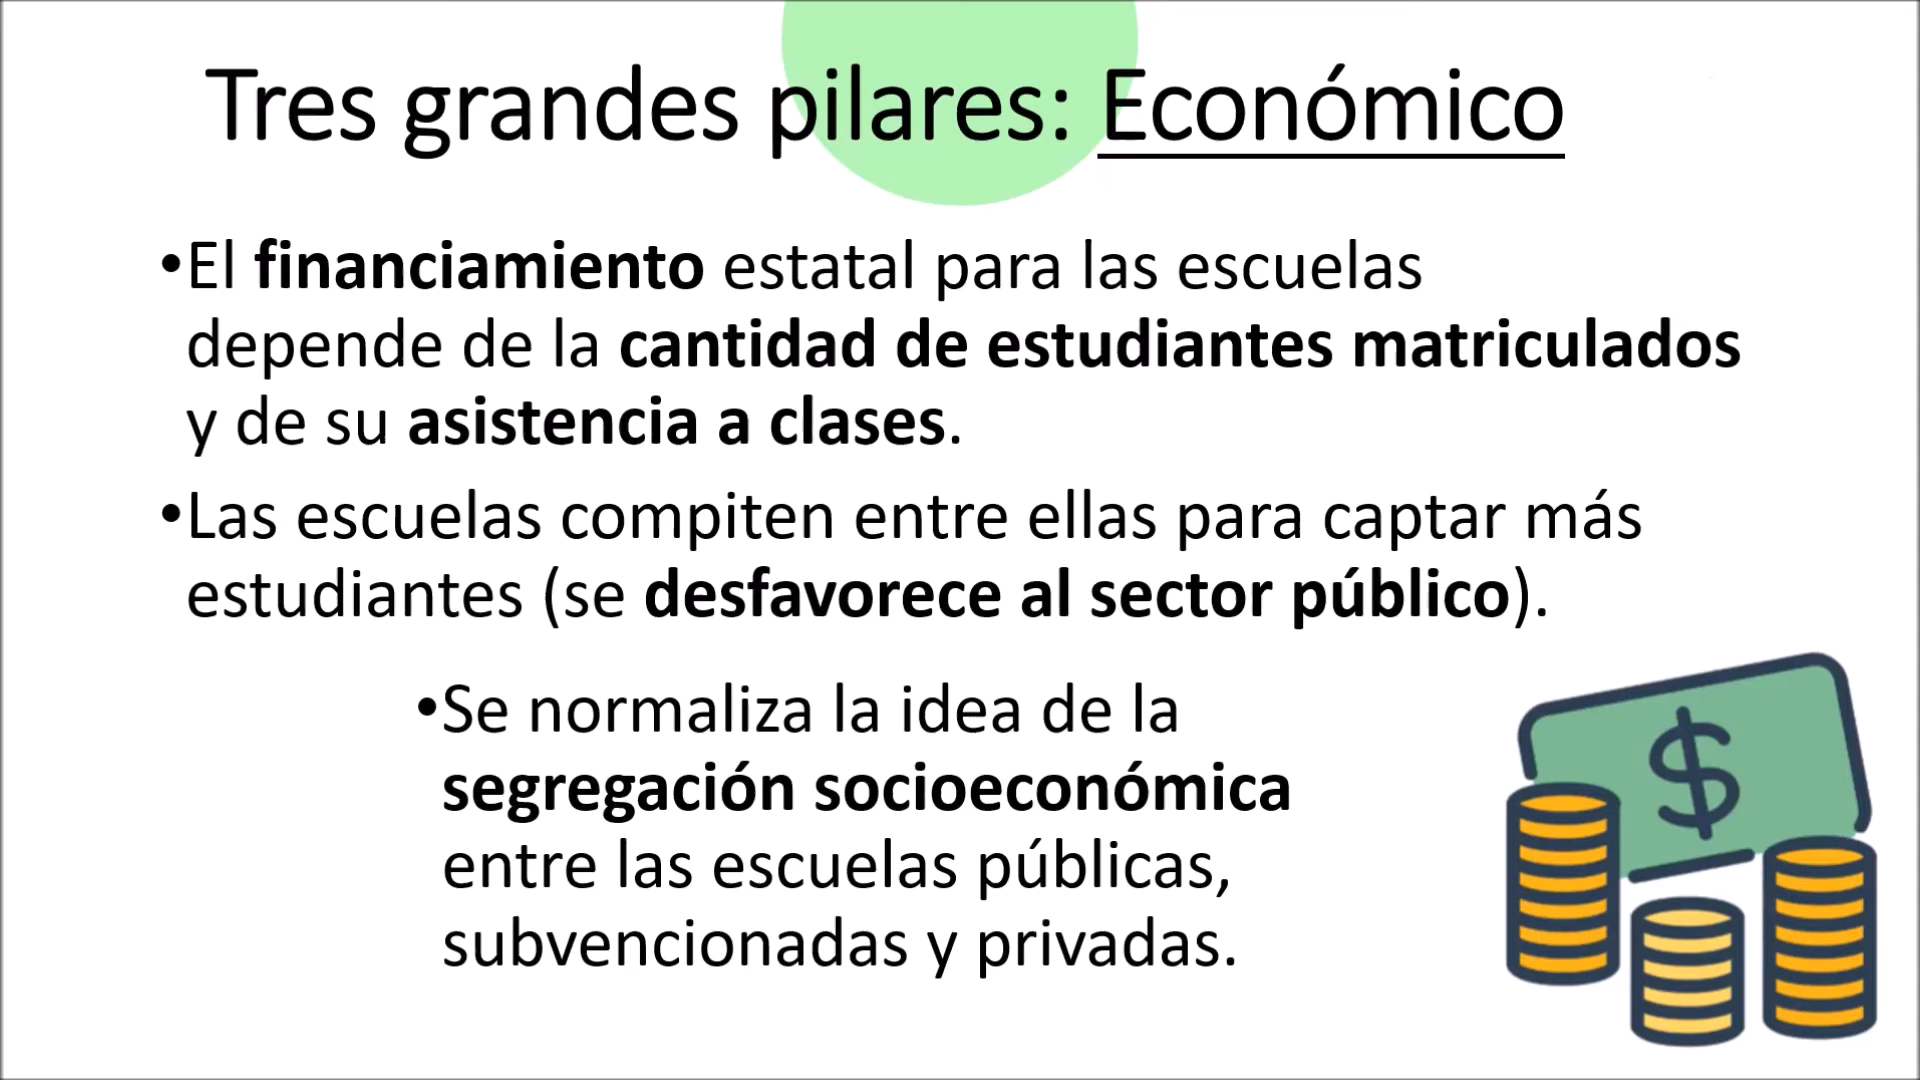 Tres grandes pilares: Económico
•El financiamiento estatal para las escuelas
depende de la cantidad de estudiantes matriculados
y de su asistencia a clases.
•Las escuelas compiten entre ellas para captar más
estudiantes (se desfavorece al sector público).
•Se normaliza la idea de la
segregación socioeconómica
entre las escuelas públicas,
subvencionadas y privadas.
$